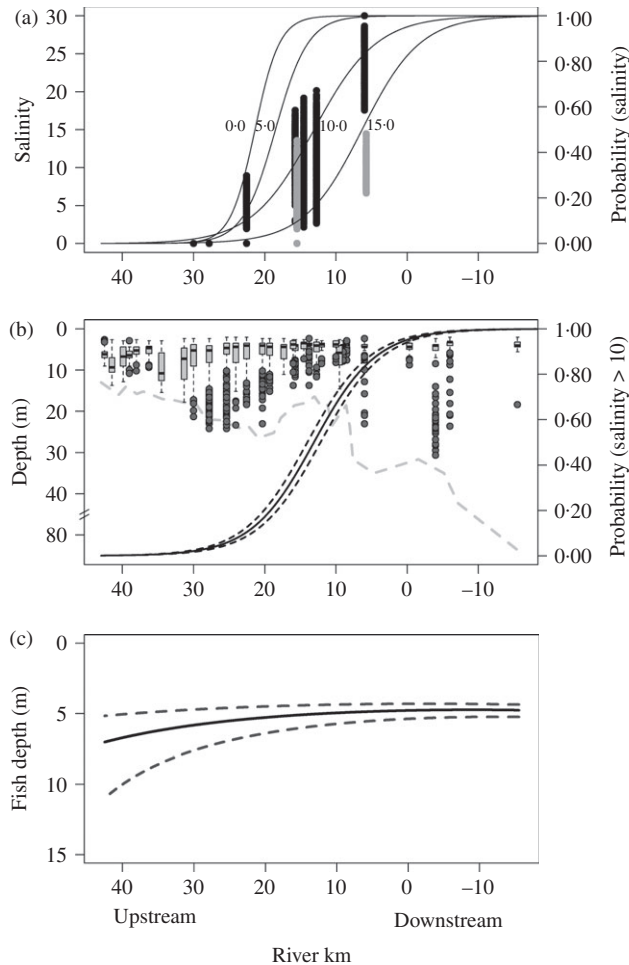 (a)
30
25
20
15
10
5
0
Salinity
0·0 5·0 10·0 15·0
1·00
0·80
0·60
0·40
0·20
0·00
Probability (salinity)
40 30 20 10 0 –10
(b)
0
10
20
30
40
80
Depth (m)
1·00
0·80
0·60
0·40
0·20
0·00
Probability (salinity > 10)
40 30 20 10 0 –10
(c)
0
5
10
15
Fish depth (m)
40 30 20 10 0 –10
Upstream Downstream
River km